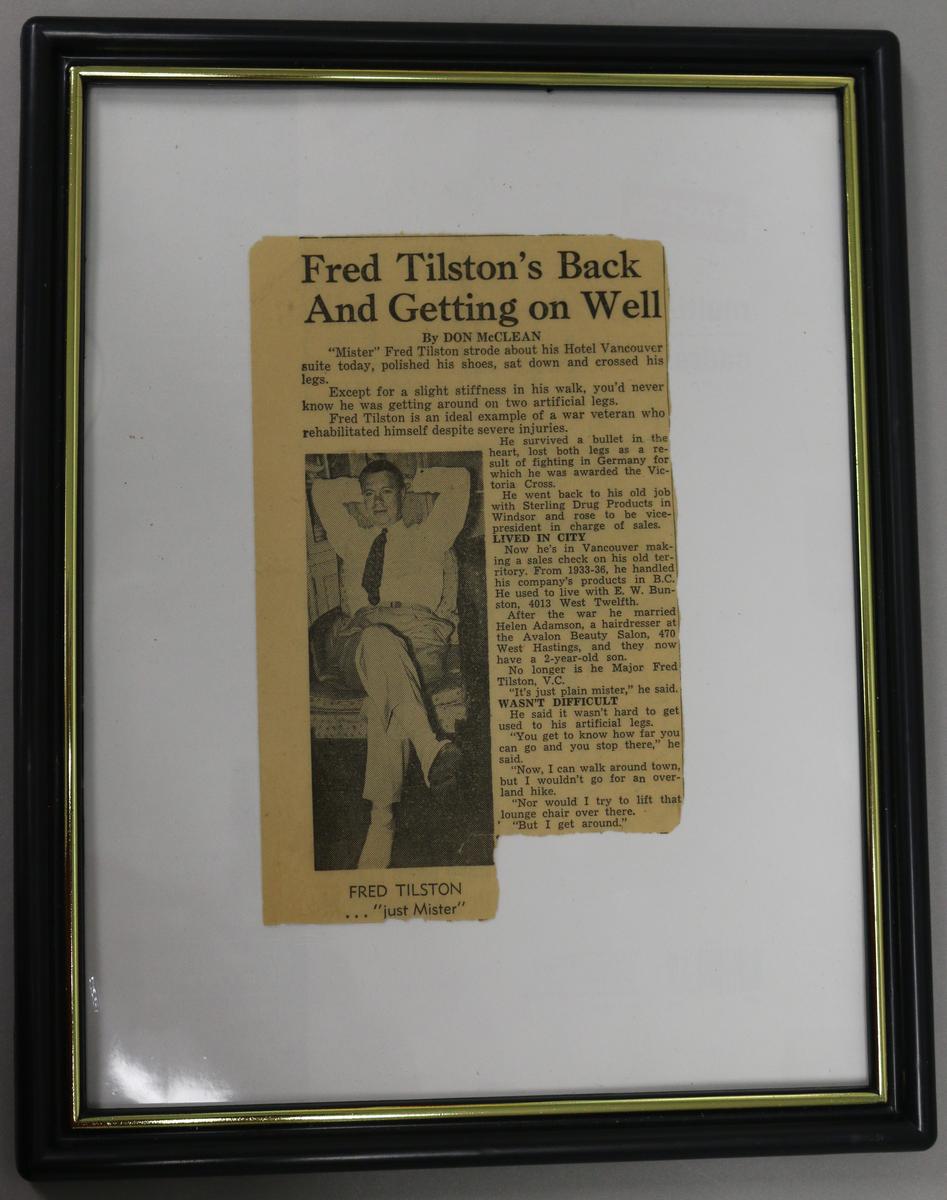 Fred Tilston's Back
And Getting on Well
By DON McCLEAN
"Mister" Fred Tilston strode about his Hotel Vancouver
suite today, polished his shoes, sat down and crossed his
legs.
Except for a slight stiffness in his walk, you'd never
know he was getting around on two artificial legs.
Fred Tilston is an ideal example of a war veteran who
rehabilitated himself despite severe injuries.
He survived a bullet in the
heart, lost both legs as a re-
sult of fighting in Germany for
which he was awarded the Vic-
toria Cross.
He went back to his old job
with Sterling Drug Products in
Windsor and rose to be vice-
president in charge of sales.
LIVED IN CITY
Now he's in Vancouver mak-
ing a sales check on his old ter-
ritory. From 1933-36, he handled
his company's products in B.C.
He used to live with E. W. Bun-
ston, 4013 West Twelfth.
After the war he married
Helen Adamson, a hairdresser at
the Avalon Beauty Salon, 470
West Hastings, and they now
have a 2-year-old son.
No longer is he Major Fred
Tilston, V.C.
"It's just plain mister," he said.
WASN'T DIFFICULT
He said it wasn't hard to get
used to his artificial legs.
"You get to know how far you
can go and you stop there," he
said.
"Now, I can walk around town,
but I wouldn't go for an over-
land hike.
"Nor would I try to lift that
lounge chair over there.
"But I get around."
FRED TILSTON
... "just Mister"